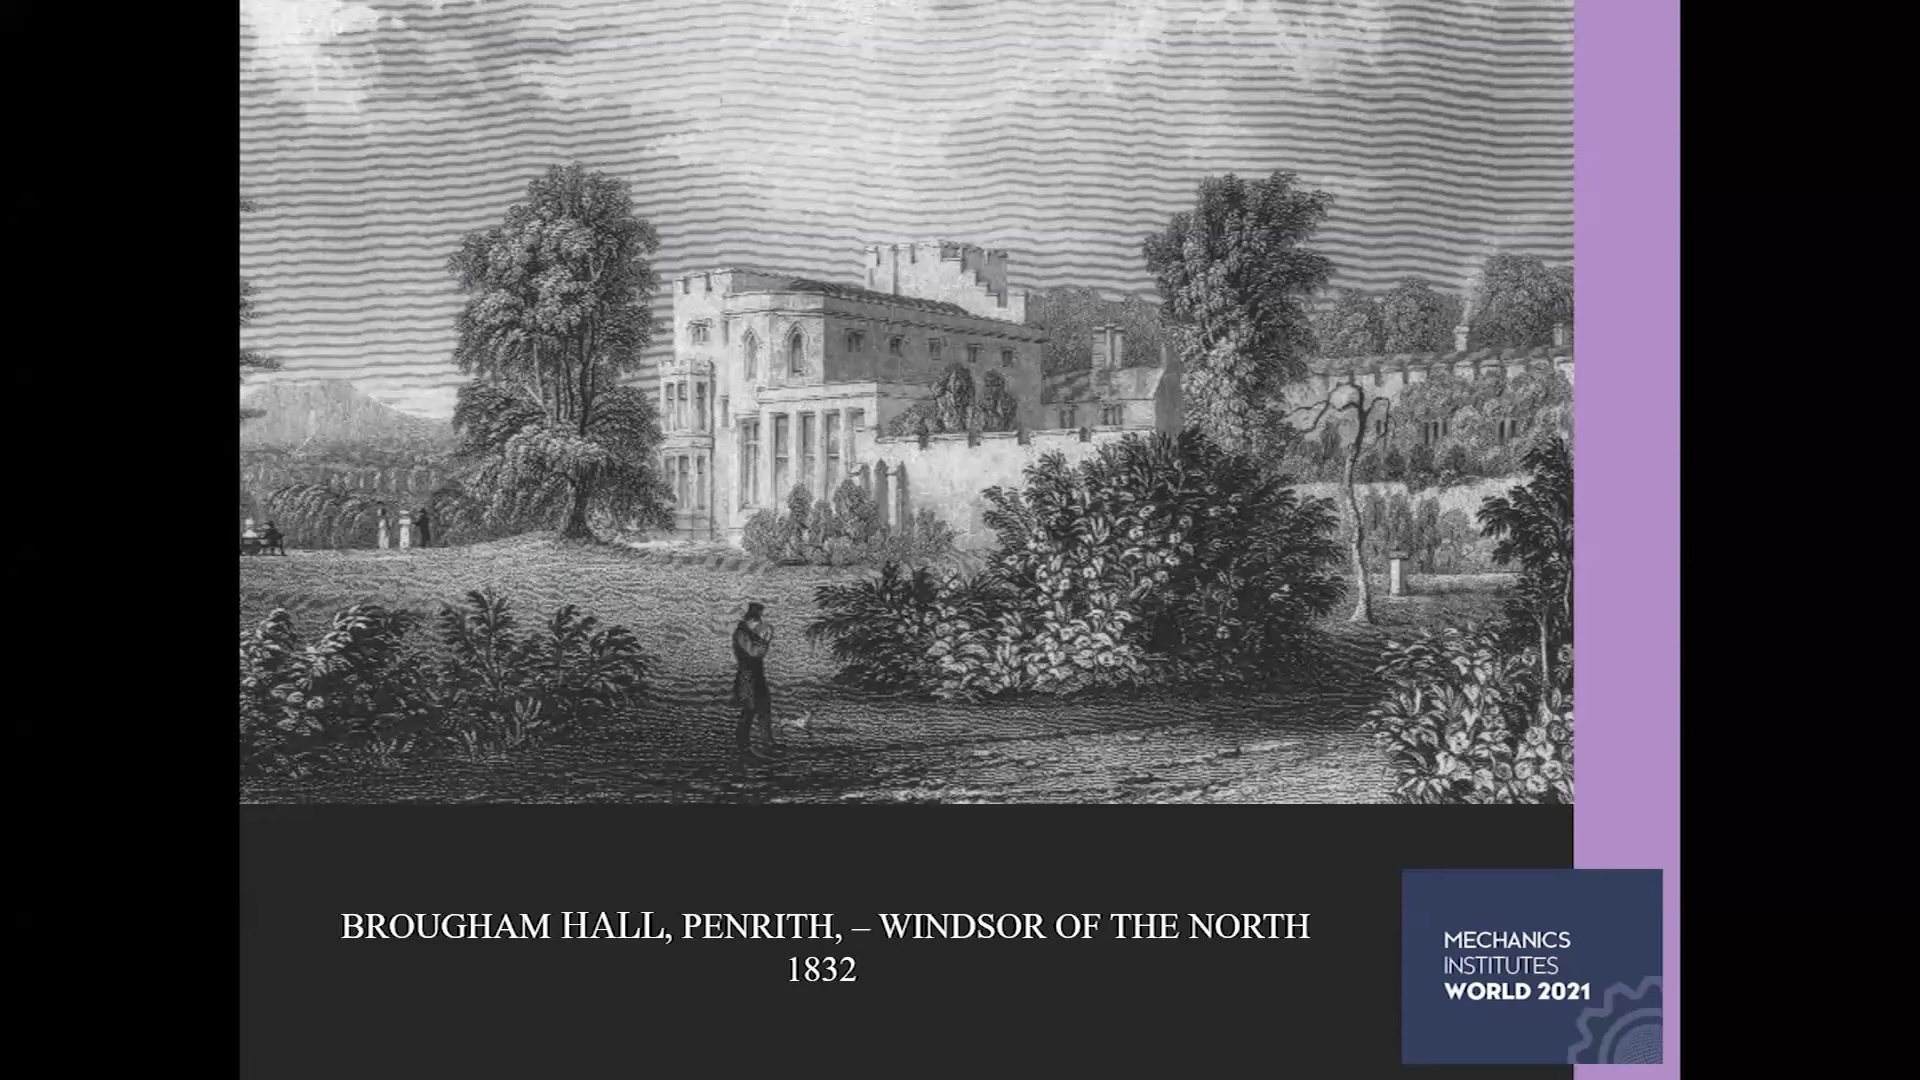 BROUGHAM HALL, PENRITH, – WINDSOR OF THE NORTH
1832
MECHANICS
INSTITUTES
WORLD 2021